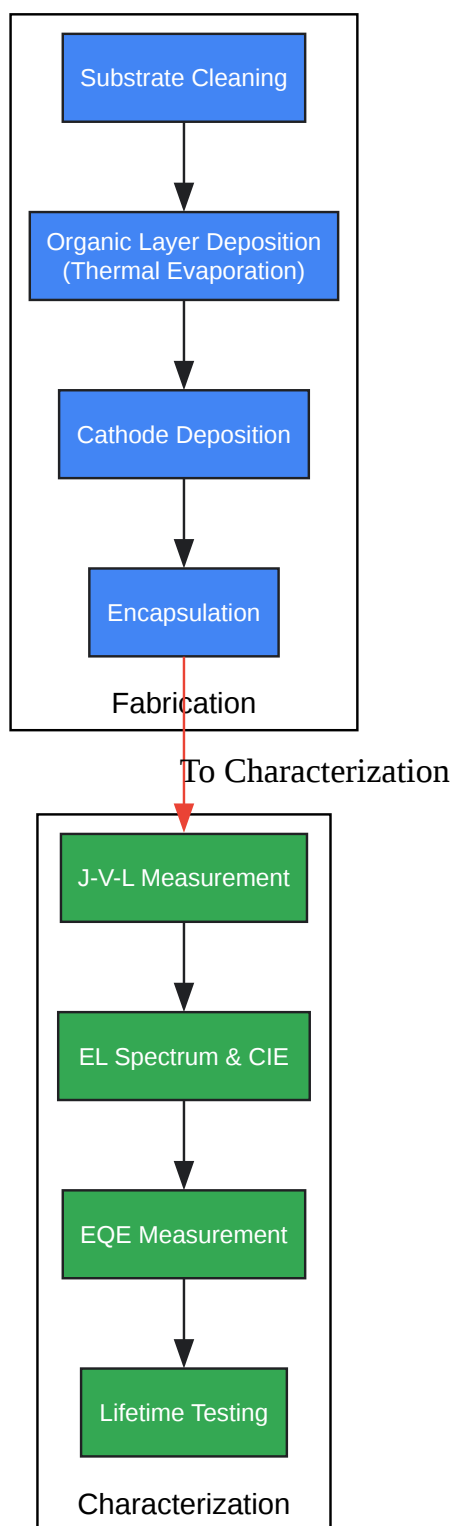 Substrate Cleaning
Organic Layer Deposition
(Thermal Evaporation)
Cathode Deposition
Encapsulation
Fabrication
To Characterization
J-V-L Measurement
EL Spectrum & CIE
EQE Measurement
Lifetime Testing
Characterization